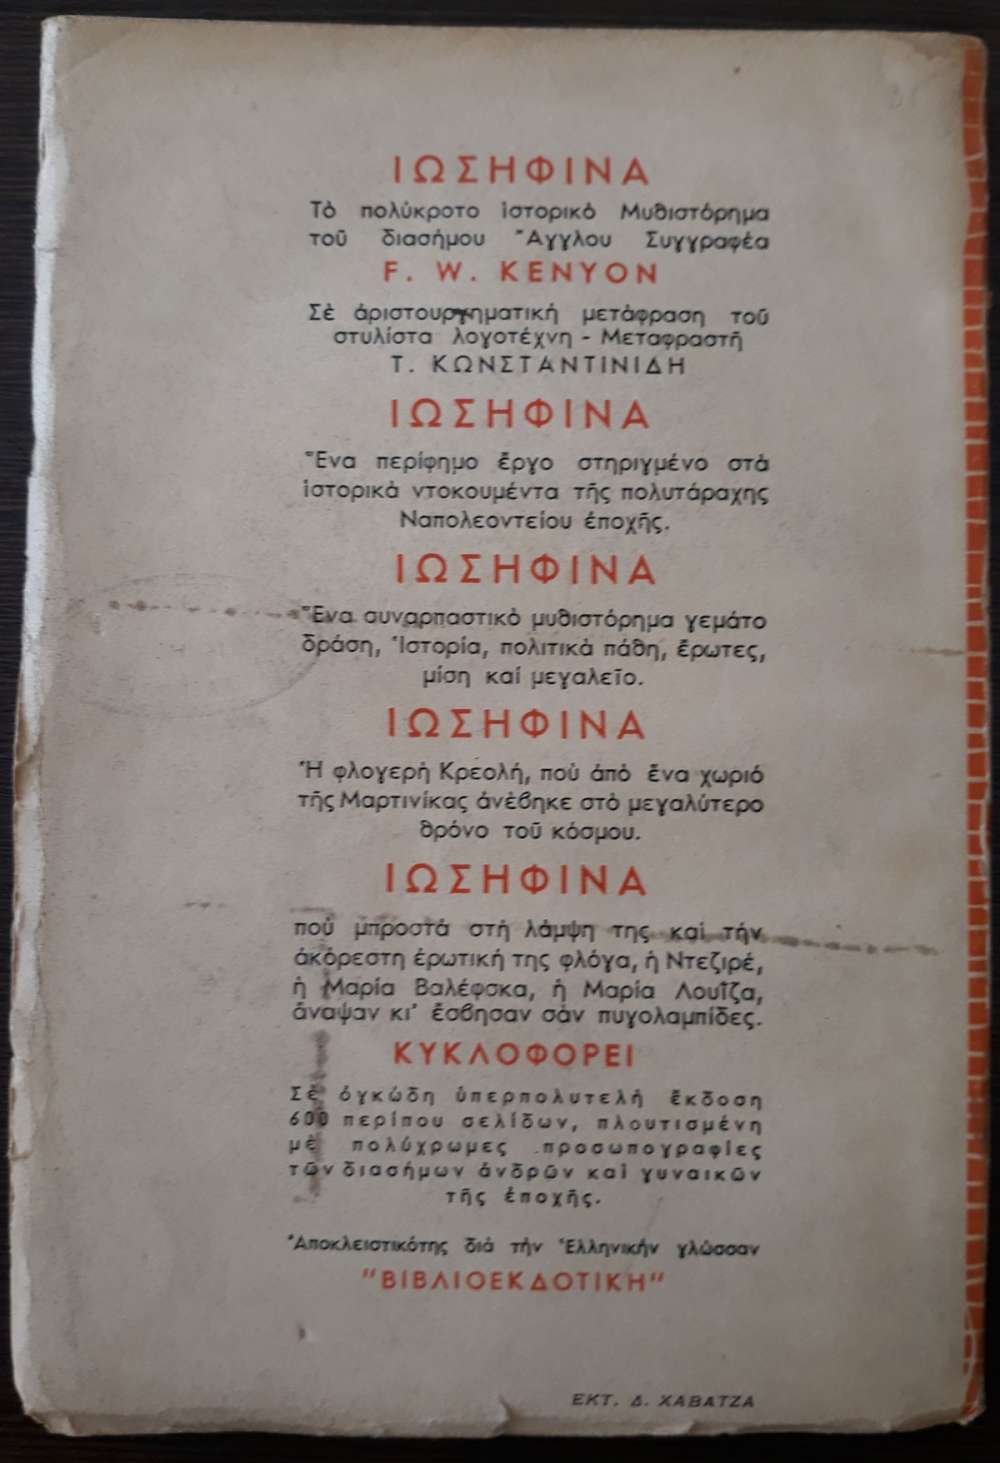 ΙΩΣΗΦΙΝΑ
Τὸ πολύκροτο ἱστορικὸ Μυθιστόρημα
τοῦ διασήμου Ἄγγλου Συγγραφέα
F. W. KENYON
Σὲ ἀριστουργηματικὴ μετάφραση τοῦ
στυλίστα λογοτέχνη - Μεταφραστῆ
Τ. ΚΩΝΣΤΑΝΤΙΝΙΔΗ
ΙΩΣΗΦΙΝΑ
Ἕνα περίφημο ἔργο στηριγμένο στὰ
ἱστορικὰ ντοκουμέντα τῆς πολυτάραχης
Ναπολεοντείου ἐποχῆς.
ΙΩΣΗΦΙΝΑ
Ἕνα συναρπαστικὸ μυθιστόρημα γεμάτο
δράση, Ἱστορία, πολιτικὰ πάθη, ἔρωτες,
μίση καὶ μεγαλεῖο.
ΙΩΣΗΦΙΝΑ
Ἡ φλογερὴ Κρεολή, ποὺ ἀπὸ ἕνα χωριό
τῆς Μαρτινίκας ἀνέβηκε στὸ μεγαλύτερο
θρόνο τοῦ κόσμου.
ΙΩΣΗΦΙΝΑ
ποὺ μπροστὰ στὴ λάμψη της καὶ τὴν
ἀκόρεστη ἐρωτική της φλόγα, ἡ Ντεζιρέ,
ἡ Μαρία Βαλέφσκα, ἡ Μαρία Λουΐζα,
ἄναψαν κι' ἔσβησαν σὰν πυγολαμπίδες.
ΚΥΚΛΟΦΟΡΕΙ
Σὲ ὀγκώδη ὑπερπολυτελῆ ἔκδοση
600 περίπου σελίδων, πλουτισμένη
μὲ πολύχρωμες προσωπογραφίες
τῶν διασήμων ἀνδρῶν καὶ γυναικῶν
τῆς ἐποχῆς.
Ἀποκλειστικότης διὰ τὴν Ἑλληνικὴν γλῶσσαν
"ΒΙΒΛΙΟΕΚΔΟΤΙΚΗ"
ΕΚΤ. Δ. ΧΑΒΑΤΖΑ